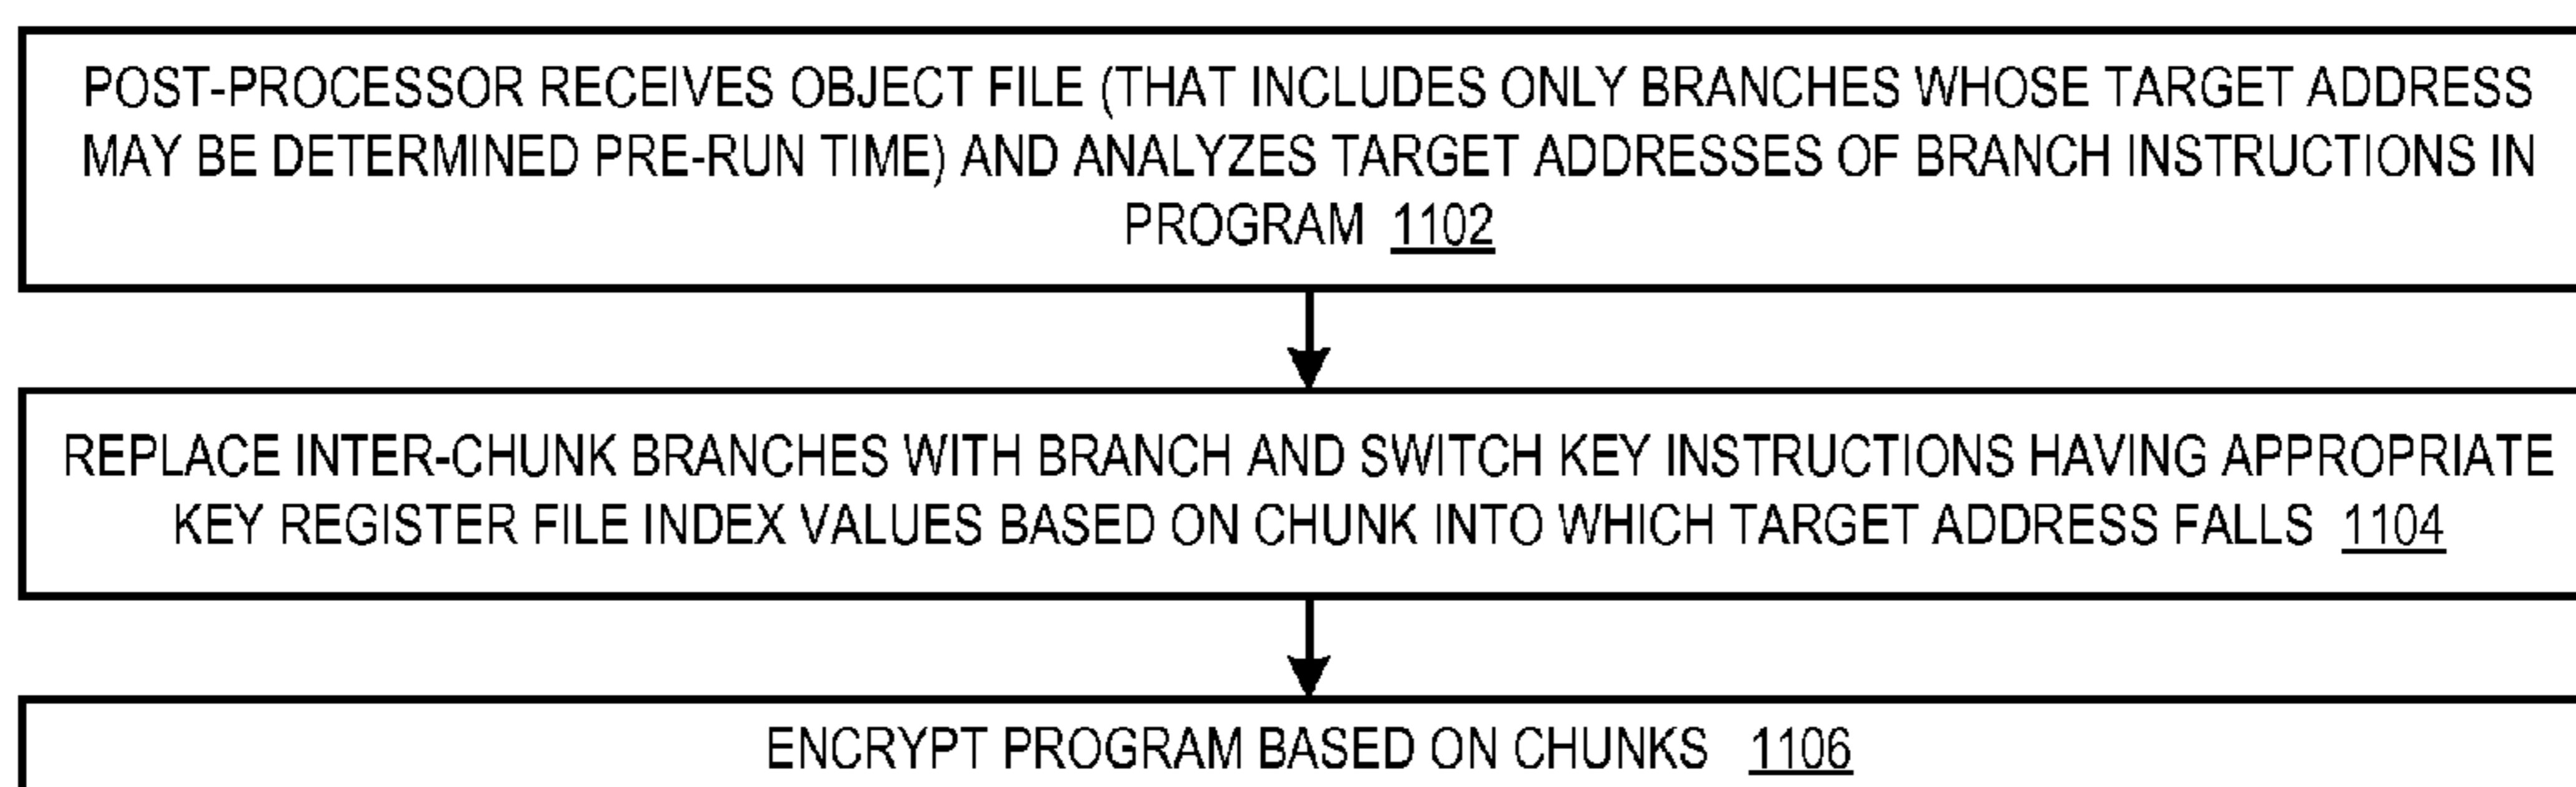 POST-PROCESSOR RECEIVES OBJECT FILE (THAT INCLUDES ONLY BRANCHES WHOSE TARGET ADDRESS
MAY BE DETERMINED PRE-RUN TIME) AND ANALYZES TARGET ADDRESSES OF BRANCH INSTRUCTIONS IN
PROGRAM 1102
REPLACE INTER-CHUNK BRANCHES WITH BRANCH AND SWITCH KEY INSTRUCTIONS HAVING APPROPRIATE
KEY REGISTER FILE INDEX VALUES BASED ON CHUNK INTO WHICH TARGET ADDRESS FALLS 1104
ENCRYPT PROGRAM BASED ON CHUNKS 1106